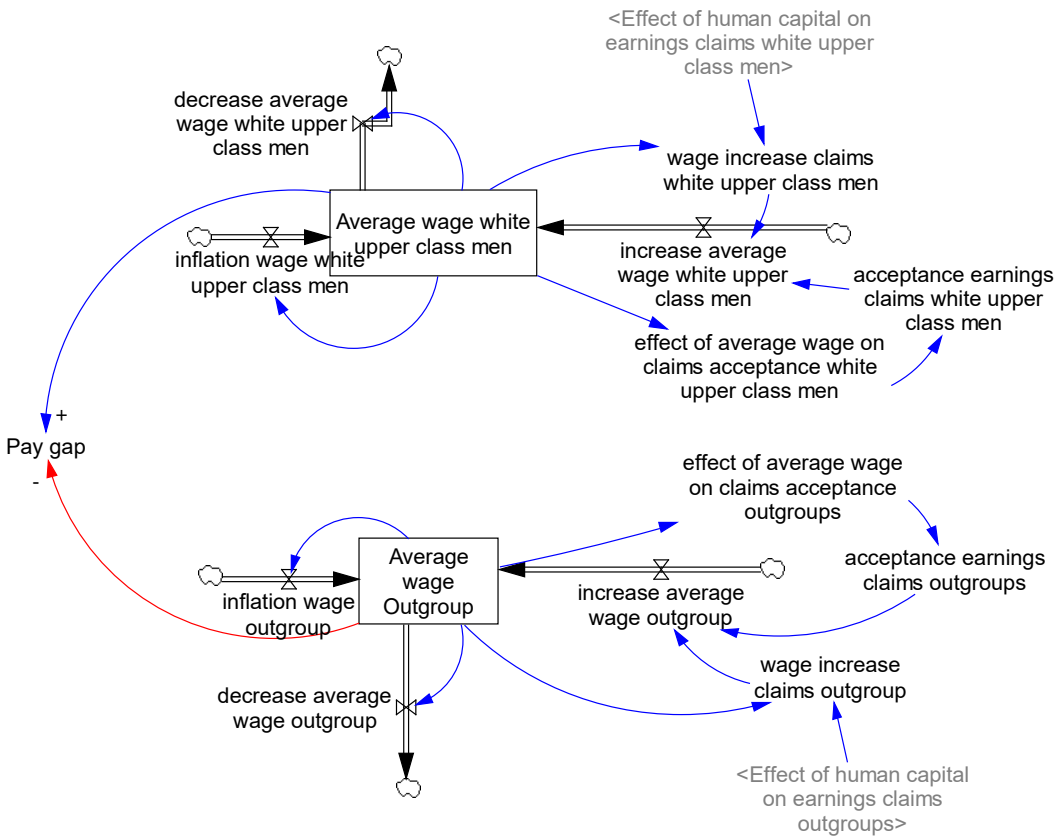 <Effect of human capital on
earnings claims white upper
class men>
decrease average
wage white upper
class men
wage increase claims
white upper class men
Average wage white
upper class men
inflation wage white
upper class men
increase average
wage white upper
class men
acceptance earnings
claims white upper
class men
effect of average wage on
claims acceptance white
upper class men
+
Pay gap
-
effect of average wage
on claims acceptance
outgroups
Average
wage
Outgroup
acceptance earnings
claims outgroups
inflation wage
outgroup
increase average
wage outgroup
wage increase
claims outgroup
decrease average
wage outgroup
<Effect of human capital
on earnings claims
outgroups>